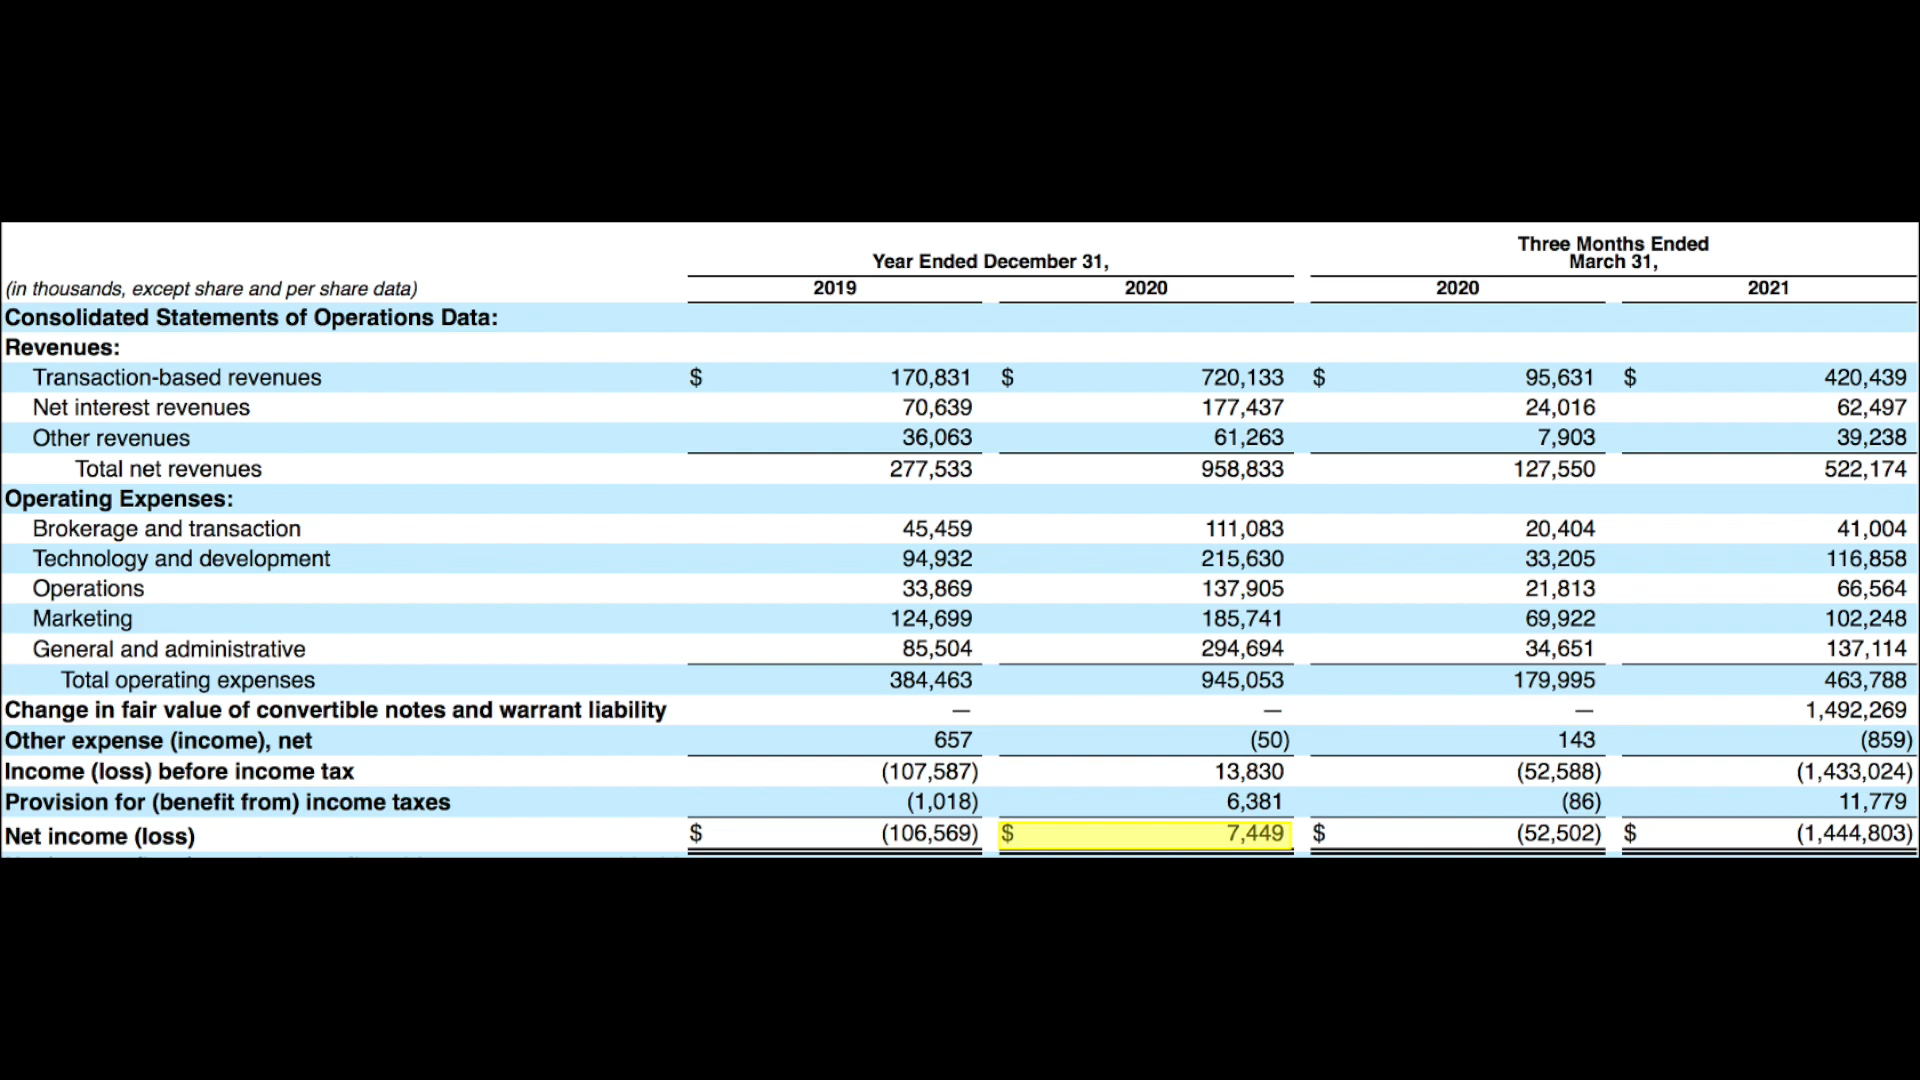 Three Months Ended
Year Ended December 31, March 31,
(in thousands, except share and per share data) 2019 2020 2020 2021
Consolidated Statements of Operations Data:
Revenues:
Transaction-based revenues $ 170,831 $ 720,133 $ 95,631 $ 420,439
Net interest revenues 70,639 177,437 24,016 62,497
Other revenues 36,063 61,263 7,903 39,238
Total net revenues 277,533 958,833 127,550 522,174
Operating Expenses:
Brokerage and transaction 45,459 111,083 20,404 41,004
Technology and development 94,932 215,630 33,205 116,858
Operations 33,869 137,905 21,813 66,564
Marketing 124,699 185,741 69,922 102,248
General and administrative 85,504 294,694 34,651 137,114
Total operating expenses 384,463 945,053 179,995 463,788
Change in fair value of convertible notes and warrant liability — — — 1,492,269
Other expense (income), net 657 (50) 143 (859)
Income (loss) before income tax (107,587) 13,830 (52,588) (1,433,024)
Provision for (benefit from) income taxes (1,018) 6,381 (86) 11,779
Net income (loss) $ (106,569) $ 7,449 $ (52,502) $ (1,444,803)